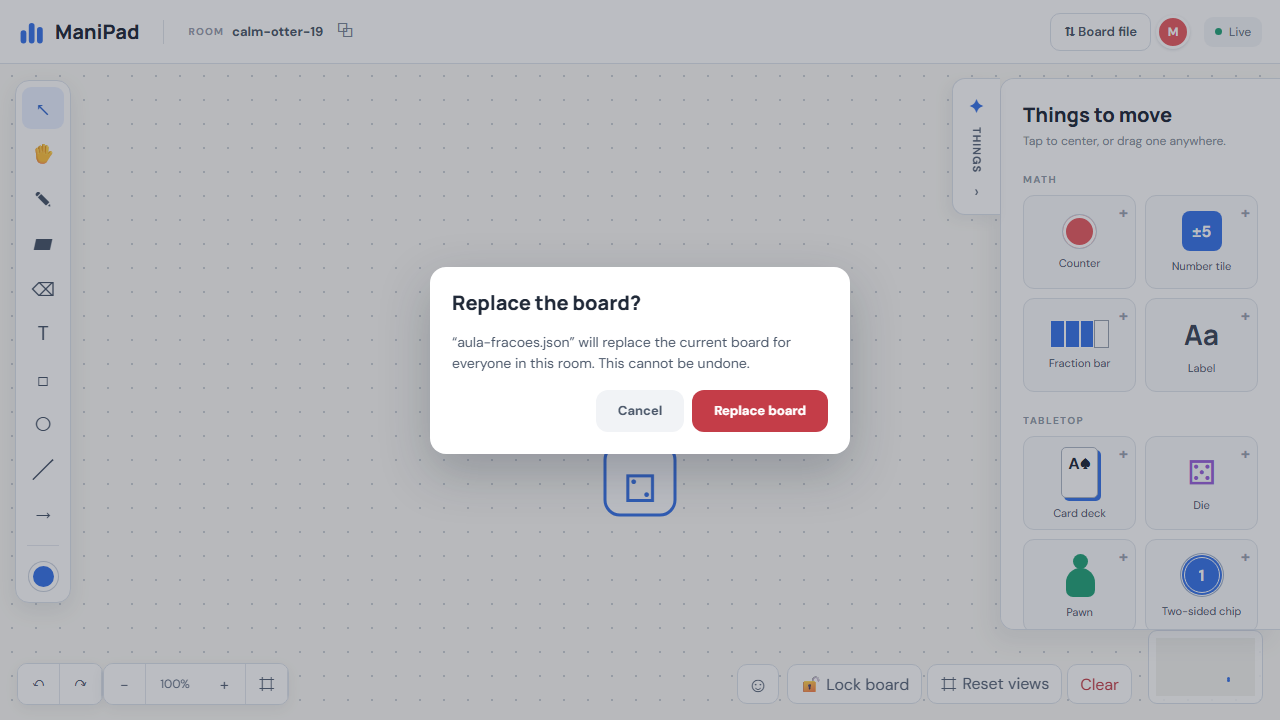 ManiPad
ROOM calm-otter-19
Board file
M
Live
THINGS
Things to move
Tap to center, or drag one anywhere.
MATH
Counter
±5
Number tile
Fraction bar
Aa
Label
TABLETOP
A♠
Card deck
Die
Pawn
1
Two-sided chip
T
Replace the board?
“aula-fracoes.json” will replace the current board for
everyone in this room. This cannot be undone.
Cancel
Replace board
− 100% +
Lock board
Reset views
Clear